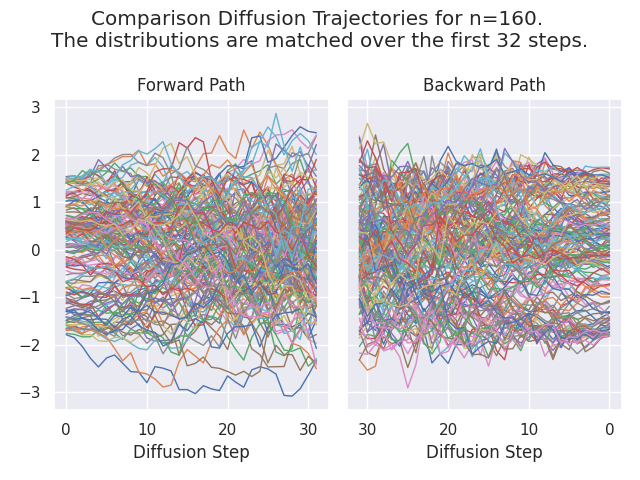 Comparison Diffusion Trajectories for n=160.
The distributions are matched over the first 32 steps.
Forward Path
Backward Path
3
2
1
0
−1
−2
−3
0 10 20 30
30 20 10 0
Diffusion Step
Diffusion Step